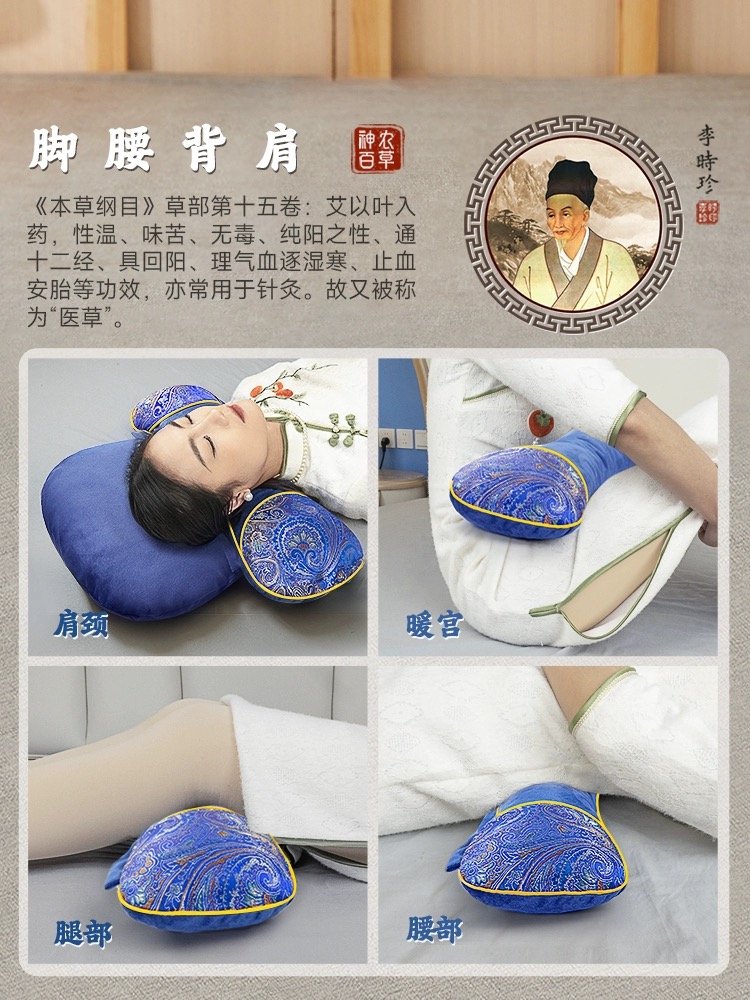 脚腰背肩
神农百草
李時珍
《本草纲目》草部第十五卷：艾以叶入
药，性温、味苦、无毒、纯阳之性、通
十二经、具回阳、理气血逐湿寒、止血
安胎等功效，亦常用于针灸。故又被称
为“医草”。
肩颈
暖宫
腿部
腰部